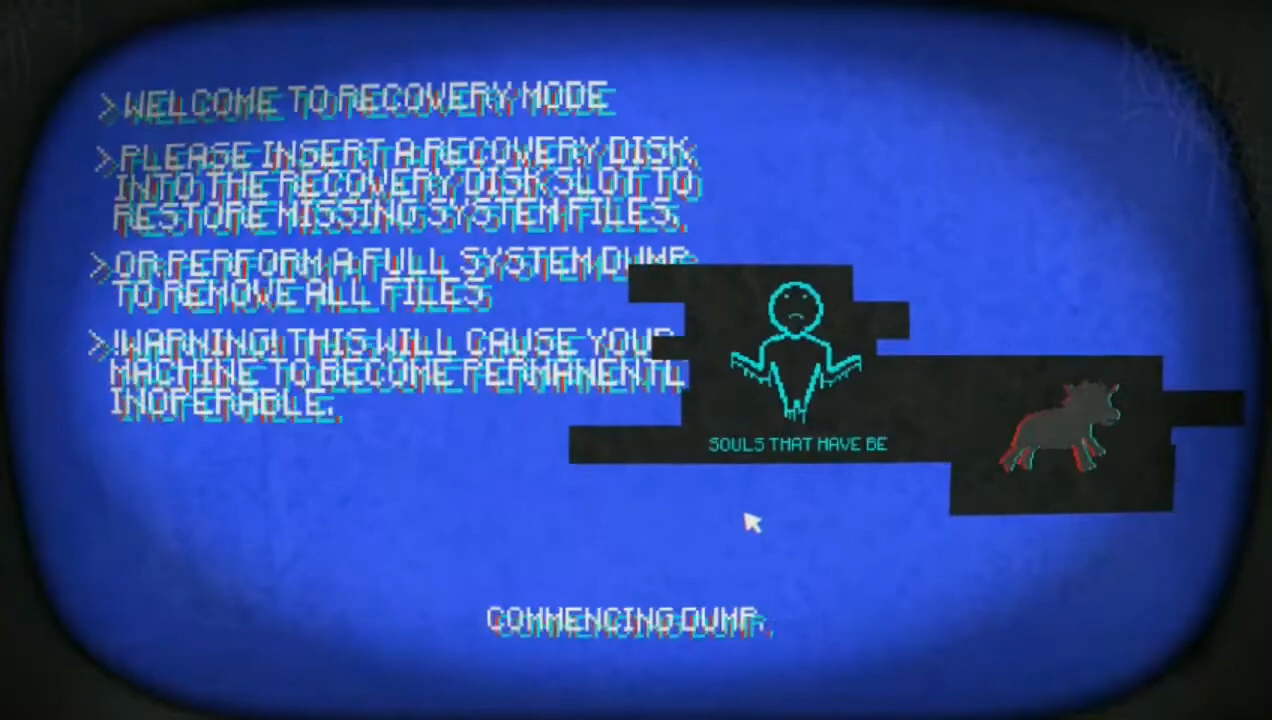 >WELCOME TO RECOVERY MODE
>PLEASE INSERT A RECOVERY DISK
INTO THE RECOVERY DISK SLOT TO
RESTORE MISSING SYSTEM FILES.
>OR PERFORM A FULL SYSTEM DUMP
TO REMOVE ALL FILES
>!WARNING! THIS WILL CAUSE YOUR
MACHINE TO BECOME PERMANENTL
INOPERABLE.
SOULS THAT HAVE BE
COMMENCING DUMP.